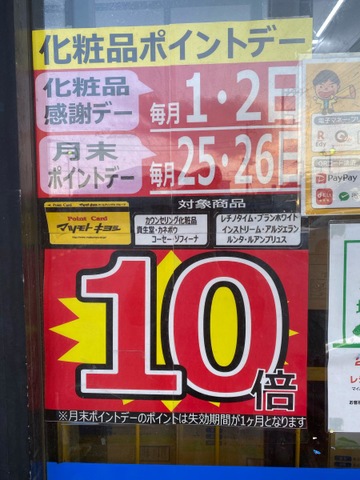 化粧品ポイントデー
化粧品
感謝デー
毎月1・2日
月末
ポイントデー
毎月25・26日
対象商品
Point Card
マツモトキヨシ
カウンセリング化粧品
資生堂・カネボウ
コーセー・ソフィーナ
レチノタイム・ブランホワイト
インストリーム・アルジェラン
ルンタ・ルアンプリュス
10倍
※月末ポイントデーのポイントは失効期間が1ヶ月となります
PayPay